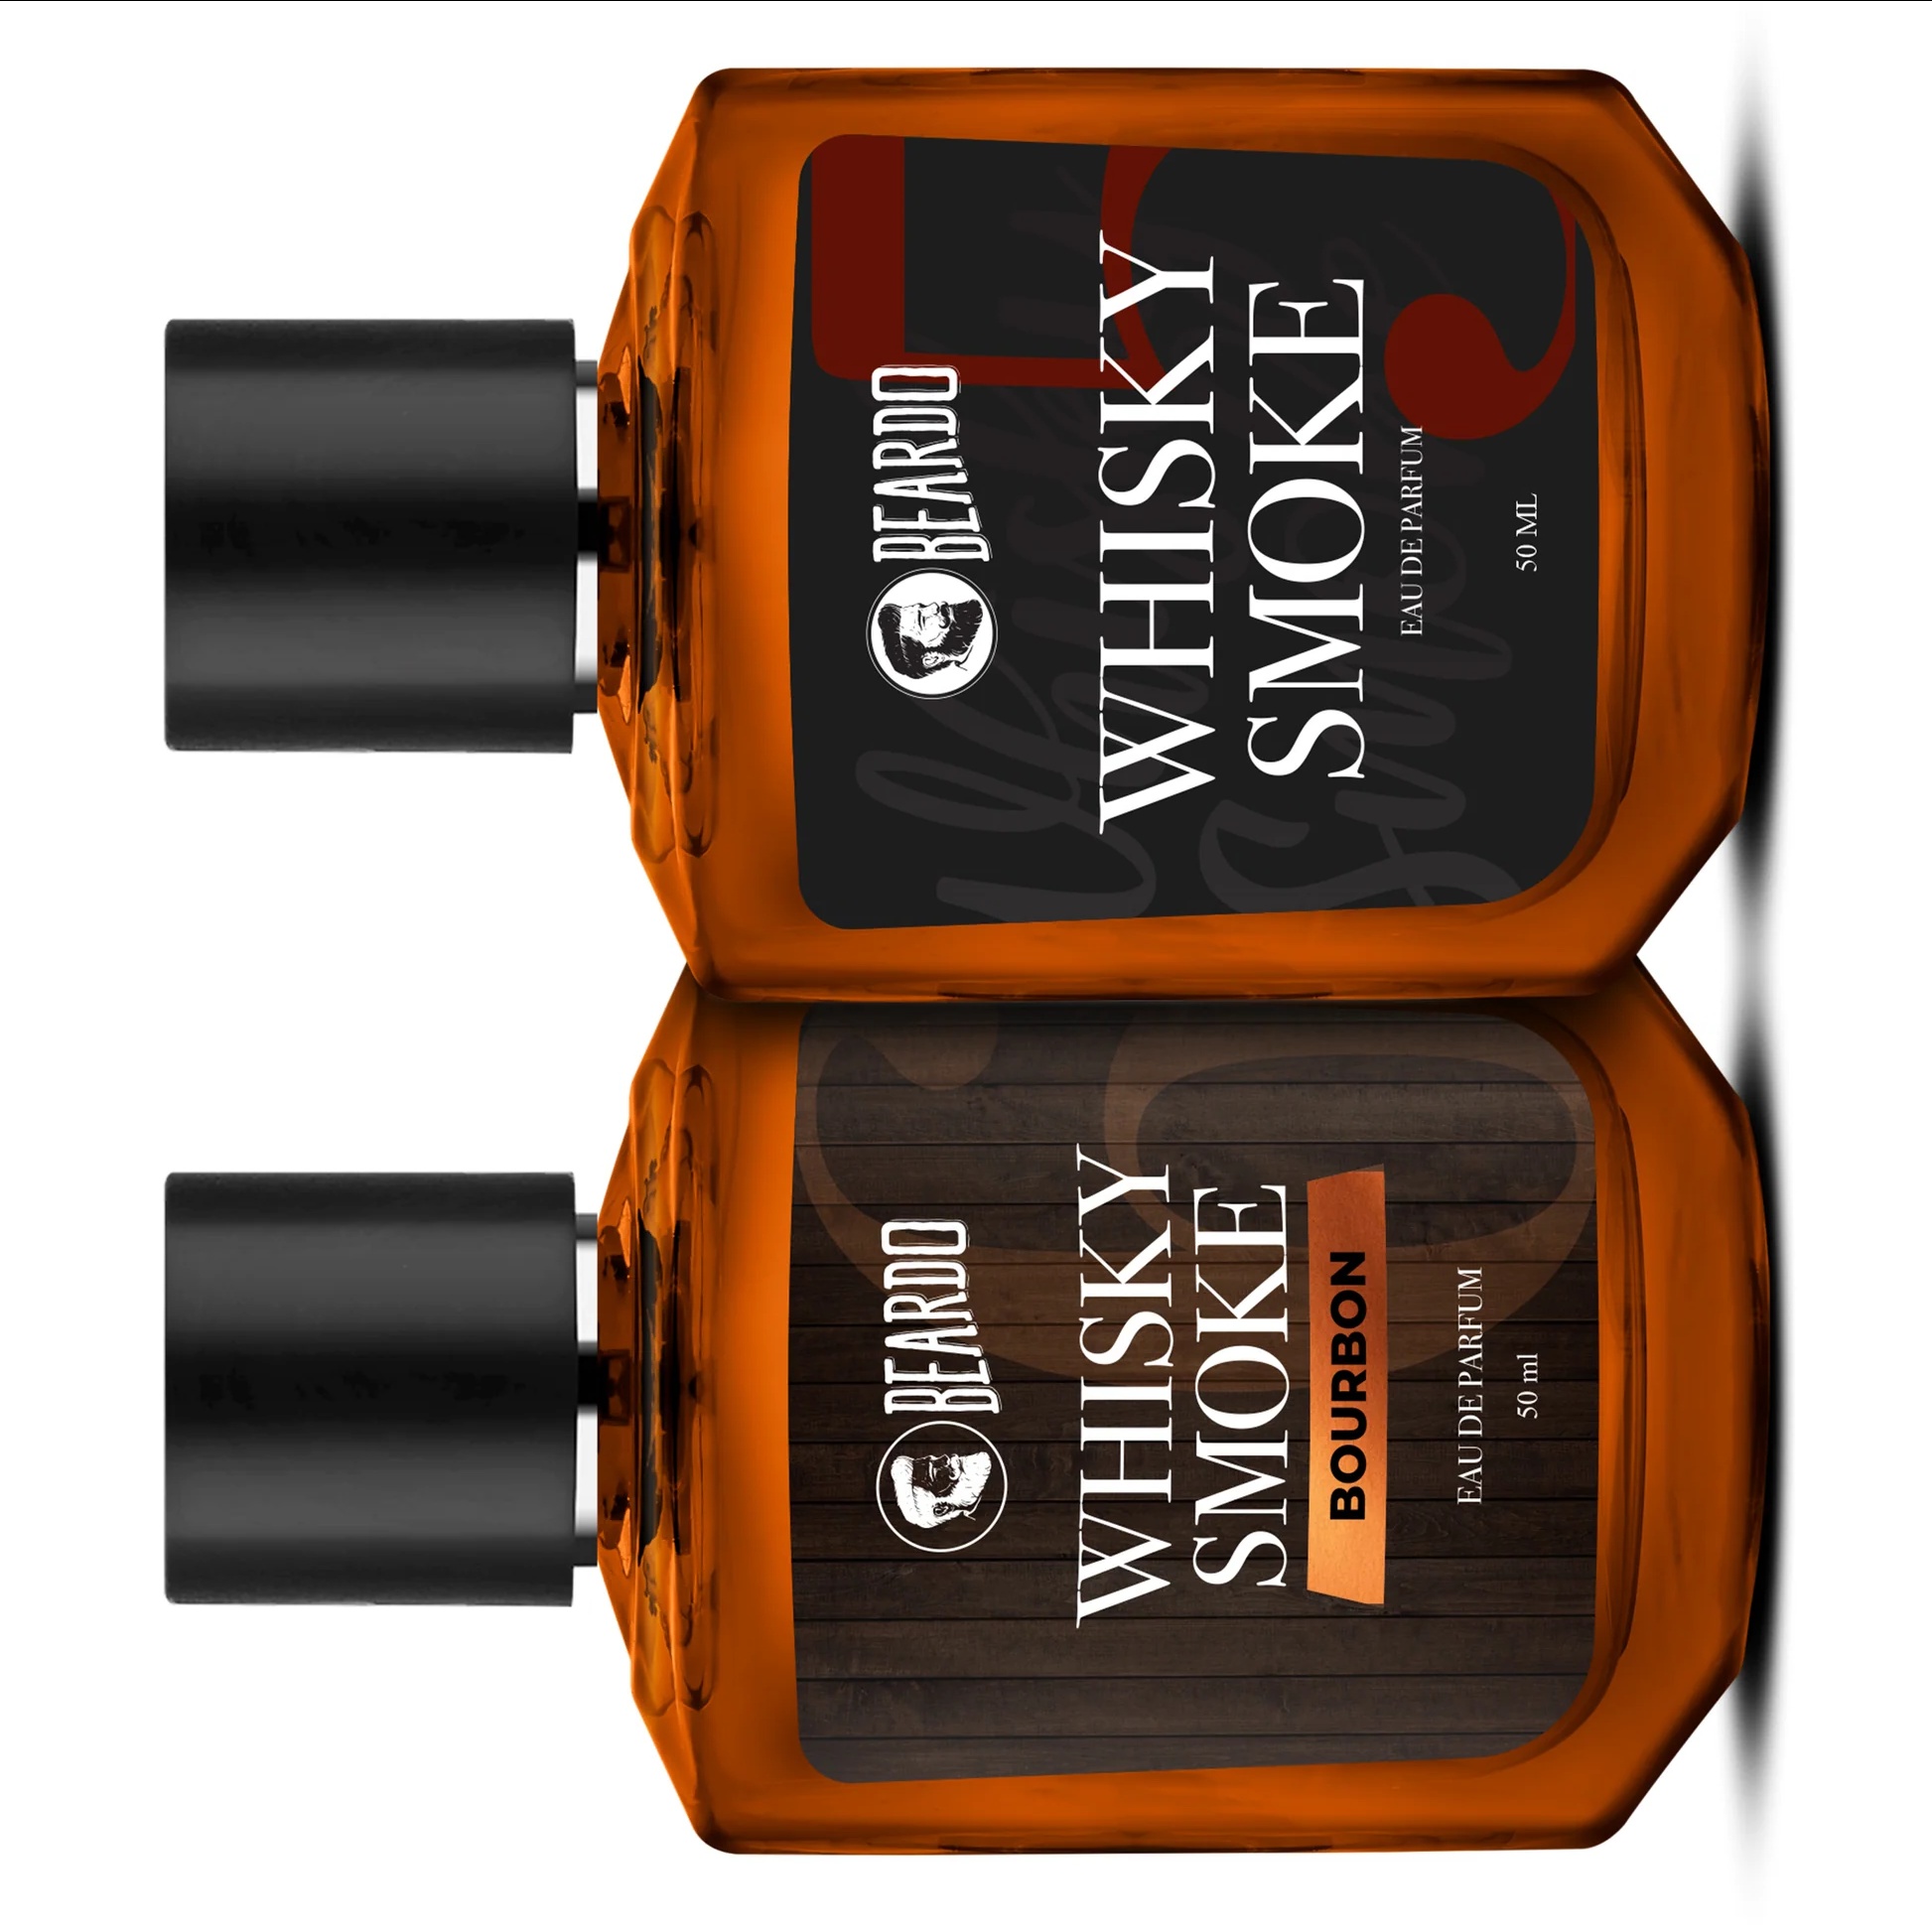 BEARDO
WHISKY
SMOKE
BOURBON
EAU DE PARFUM
50 ml
BEARDO
WHISKY
SMOKE
EAU DE PARFUM
50 ML